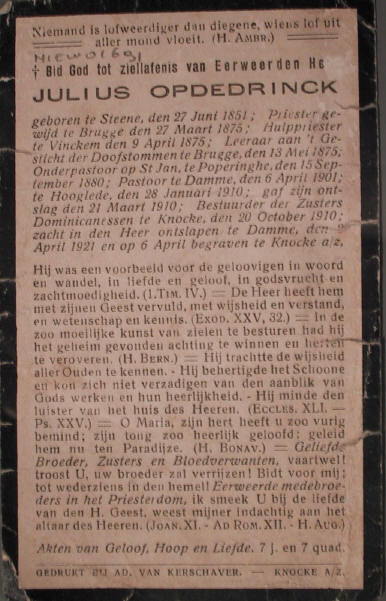 Niemand is lofweerdiger dan diegene, wiens lof uit
aller mond vloeit. (H. AMBR.)
† Bid God tot ziellafenis van Eerweerden He
JULIUS OPDEDRINCK
geboren te Steene, den 27 Juni 1851; Priester ge-
wijd te Brugge den 27 Maart 1875; Hulppriester
te Vinckem den 9 April 1875; Leeraar aan 't Ge-
sticht der Doofstommen te Brugge, den 13 Mei 1875;
Onderpastoor op St Jan, te Poperinghe, den 15 Sep-
tember 1880; Pastoor te Damme, den 6 April 1901;
te Hooglede, den 28 Januari 1910; gaf zijn ont-
slag den 21 Maart 1910; Bestuurder der Zusters
Dominicanessen te Knocke, den 20 October 1910;
zacht in den Heer ontslapen te Damme, den
April 1921 en op 6 April begraven te Knocke a/z.
Hij was een voorbeeld voor de geloovigen in woord
en wandel, in liefde en geloof, in godsvrucht en
zachtmoedigheid. (1.TIM. IV.) = De Heer heeft hem
met zijnen Geest vervuld, met wijsheid en verstand,
en wetenschap en kennis. (EXOD. XXV, 32.) = In de
zoo moeilijke kunst van zielen te besturen had hij
het geheim gevonden achting te winnen en herten
te veroveren. (H. BERN.) = Hij trachtte de wijsheid
aller Ouden te kennen. - Hij behertigde het Schoone
en kon zich niet verzadigen van den aanblik van
Gods werken en hun heerlijkheid. - Hij minde den
luister van het huis des Heeren. (ECCLES. XLI. —
Ps. XXV.) = O Maria, zijn hert heeft u zoo vurig
bemind; zijn tong zoo heerlijk geloofd; geleid
hem nu ten Paradijze. (H. BONAV.) = Geliefde
Broeder, Zusters en Bloedverwanten, vaartwel!
troost U, uw broeder zal verrijzen! Bidt voor mij;
tot wederziens in den hemel! Eerweerde medebroe-
ders in het Priesterdom, ik smeek U bij de liefde
van den H. Geest, weest mijner indachtig aan het
altaar des Heeren. (JOAN. XI. - AD ROM. XII. - H. AUG.)
Akten van Geloof, Hoop en Liefde. 7 j. en 7 quad.
GEDRUKT BIJ AD. VAN KERSCHAVER. — KNOCKE A/Z.